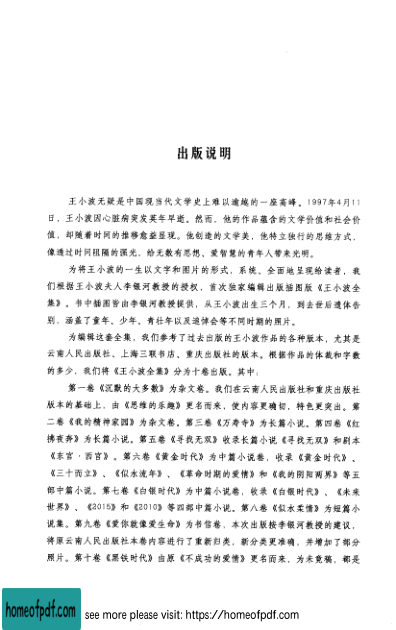 出版说明
王小波无疑是中国现当代文学史上难以逾越的一座高峰。1997年4月11
日，王小波因心脏病突发英年早逝。然而，他的作品蕴含的文学价值和社会价
值，却随着时间的推移愈益显现。他创造的文学美，他特立独行的思维方式，
像透过时间阻隔的强光，给无数有思想、爱智慧的青年人带来光明。
为将王小波的一生以文字和图片的形式，系统、全面地呈现给读者，我
们根据王小波夫人李银河教授的授权，首次独家编辑出版插图版《王小波全
集》。书中插画皆由李银河教授提供，从王小波出生三个月，到去世后遗体告
别，涵盖了童年、少年、青壮年以及追悼会等不同时期的照片。
为编辑这套全集，我们参考了过去出版的王小波作品的各种版本，尤其是
云南人民出版社、上海三联书店、重庆出版社的版本。根据作品的体裁和字数
的多少，我们将《王小波全集》分为十卷出版。其中：
第一卷《沉默的大多数》为杂文卷。我们在云南人民出版社和重庆出版社
版本的基础上，由《思维的乐趣》更名而来，使内容更确切，特色更突出。第
二卷《我的精神家园》为杂文卷。第三卷《万寿寺》为长篇小说。第四卷《红
拂夜奔》为长篇小说。第五卷《寻找无双》收录长篇小说《寻找无双》和剧本
《东宫·西宫》。第六卷《黄金时代》为中篇小说卷，收录《黄金时代》、
《三十而立》、《似水流年》、《革命时期的爱情》和《我的阴阳两界》等五
部中篇小说。第七卷《白银时代》为中篇小说卷，收录《白银时代》、《未来
世界》、《2015》和《2010》等四部中篇小说。第八卷《似水柔情》为短篇小
说集。第九卷《爱你就像爱生命》为书信卷，本次出版按李银河教授的建议，
将原云南人民出版社本卷内容进行了重新归类，新分类更准确，并增加了部分
照片。第十卷《黑铁时代》由原《不成功的爱情》更名而来，为未竟稿，都是
homeofpdf.com
see more please visit: https://homeofpdf.com